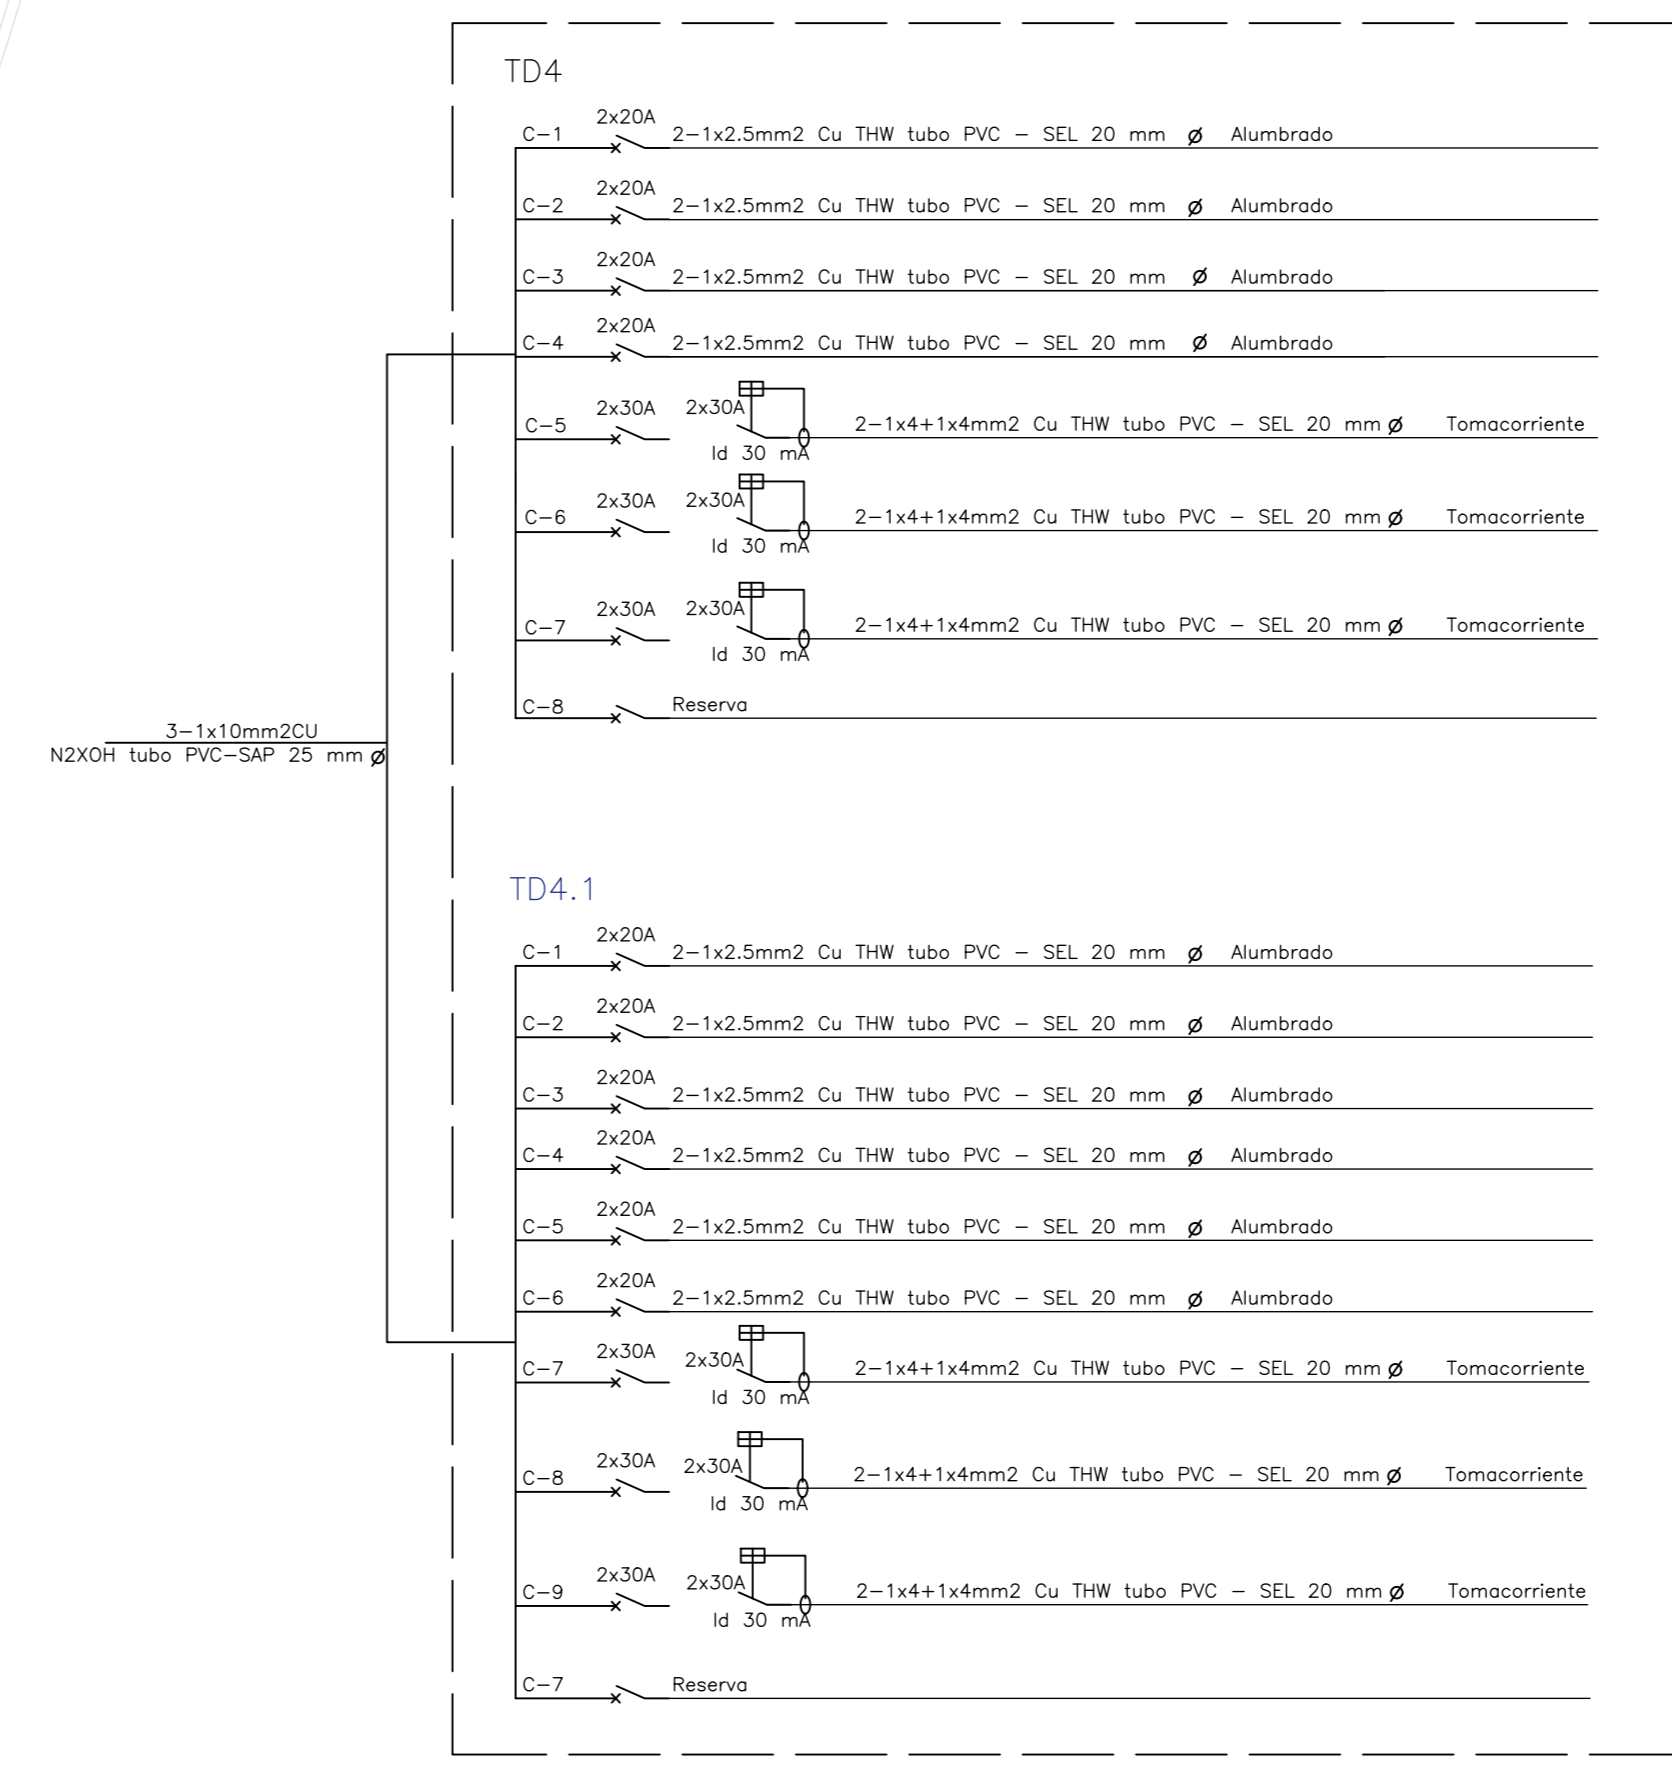 TD4
2x20A
C-1 2-1x2.5mm2 Cu THW tubo PVC - SEL 20 mm Ø Alumbrado
2x20A
C-2 2-1x2.5mm2 Cu THW tubo PVC - SEL 20 mm Ø Alumbrado
2x20A
C-3 2-1x2.5mm2 Cu THW tubo PVC - SEL 20 mm Ø Alumbrado
2x20A
C-4 2-1x2.5mm2 Cu THW tubo PVC - SEL 20 mm Ø Alumbrado
2x30A 2x30A
C-5 2-1x4+1x4mm2 Cu THW tubo PVC - SEL 20 mm Ø Tomacorriente
Id 30 mA
2x30A 2x30A
C-6 2-1x4+1x4mm2 Cu THW tubo PVC - SEL 20 mm Ø Tomacorriente
Id 30 mA
2x30A 2x30A
C-7 2-1x4+1x4mm2 Cu THW tubo PVC - SEL 20 mm Ø Tomacorriente
Id 30 mA
C-8 Reserva
3-1x10mm2CU
N2XOH tubo PVC-SAP 25 mm Ø
TD4.1
2x20A
C-1 2-1x2.5mm2 Cu THW tubo PVC - SEL 20 mm Ø Alumbrado
2x20A
C-2 2-1x2.5mm2 Cu THW tubo PVC - SEL 20 mm Ø Alumbrado
2x20A
C-3 2-1x2.5mm2 Cu THW tubo PVC - SEL 20 mm Ø Alumbrado
2x20A
C-4 2-1x2.5mm2 Cu THW tubo PVC - SEL 20 mm Ø Alumbrado
2x20A
C-5 2-1x2.5mm2 Cu THW tubo PVC - SEL 20 mm Ø Alumbrado
2x20A
C-6 2-1x2.5mm2 Cu THW tubo PVC - SEL 20 mm Ø Alumbrado
2x30A 2x30A
C-7 2-1x4+1x4mm2 Cu THW tubo PVC - SEL 20 mm Ø Tomacorriente
Id 30 mA
2x30A 2x30A
C-8 2-1x4+1x4mm2 Cu THW tubo PVC - SEL 20 mm Ø Tomacorriente
Id 30 mA
2x30A 2x30A
C-9 2-1x4+1x4mm2 Cu THW tubo PVC - SEL 20 mm Ø Tomacorriente
Id 30 mA
C-7 Reserva